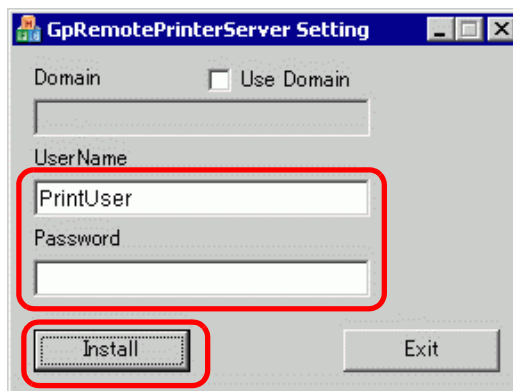 GpRemotePrinterServer Setting
Domain Use Domain
UserName
PrintUser
Password
Install Exit